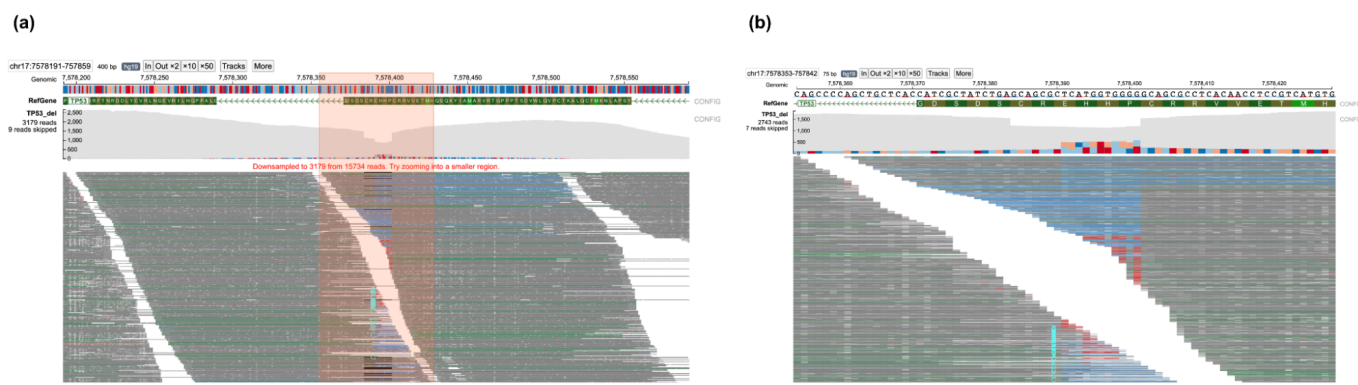 (a)
(b)
chr17:7578191-757859 400 bp hg19 In Out ×2 ×10 ×50 Tracks More
Genomic
7,578,200 7,578,250 7,578,300 7,578,350 7,578,400 7,578,450 7,578,500 7,578,550
RefGene TP53 CONFIG
TP53_del CONFIG
3179 reads
9 reads skipped
2,500
2,000
1,500
1,000
500
0
Downsampled to 3179 from 15734 reads. Try zooming into a smaller region.
chr17:7578353-757842 75 bp hg19 In Out ×2 ×10 ×50 Tracks More
Genomic
7,578,360 7,578,370 7,578,380 7,578,390 7,578,400 7,578,410 7,578,420
CAGCCCCAGCTGCTCACCATCGCTATCTGAGCAGCGCTCATGGTGGGGGCAGCGCCTCACAACCTCCGTCATGTG
RefGene TP53 G D S D S C R E H H P C R R V V E T M H CONFIG
TP53_del
2743 reads
7 reads skipped
1,500
1,000
500
0